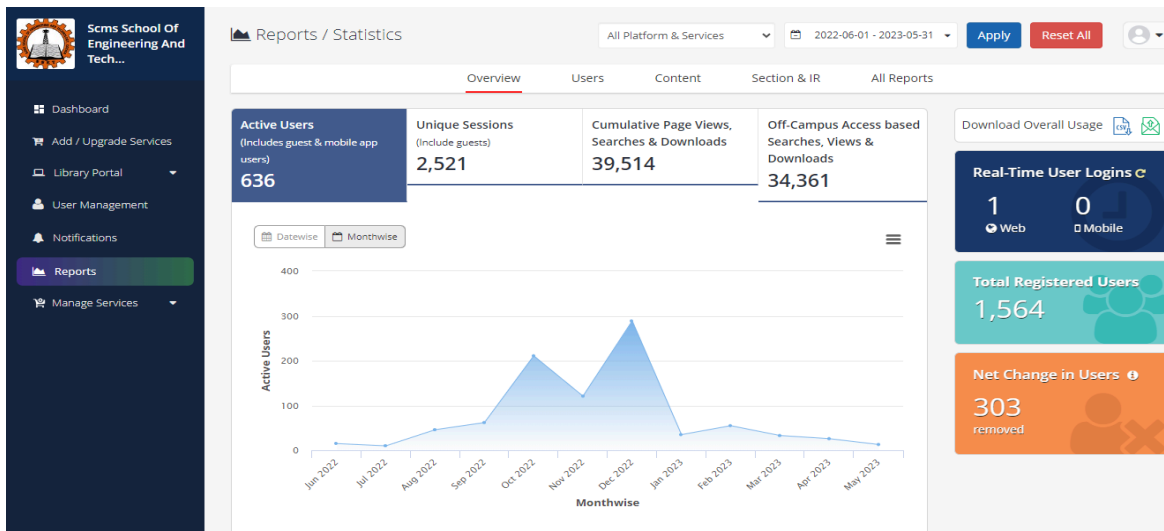 Scms School Of
Engineering And
Tech...
Dashboard
Add / Upgrade Services
Library Portal
User Management
Notifications
Reports
Manage Services
Reports / Statistics
All Platform & Services
2022-06-01 - 2023-05-31
Apply
Reset All
Overview
Users
Content
Section & IR
All Reports
Active Users
(Includes guest & mobile app
users)
636
Unique Sessions
(Include guests)
2,521
Cumulative Page Views,
Searches & Downloads
39,514
Off-Campus Access based
Searches, Views &
Downloads
34,361
Datewise
Monthwise
400
300
200
100
0
Active Users
Jun 2022
Jul 2022
Aug 2022
Sep 2022
Oct 2022
Nov 2022
Dec 2022
Jan 2023
Feb 2023
Mar 2023
Apr 2023
May 2023
Monthwise
Download Overall Usage
CSV
Real-Time User Logins
1
Web
0
Mobile
Total Registered Users
1,564
Net Change in Users
303
removed